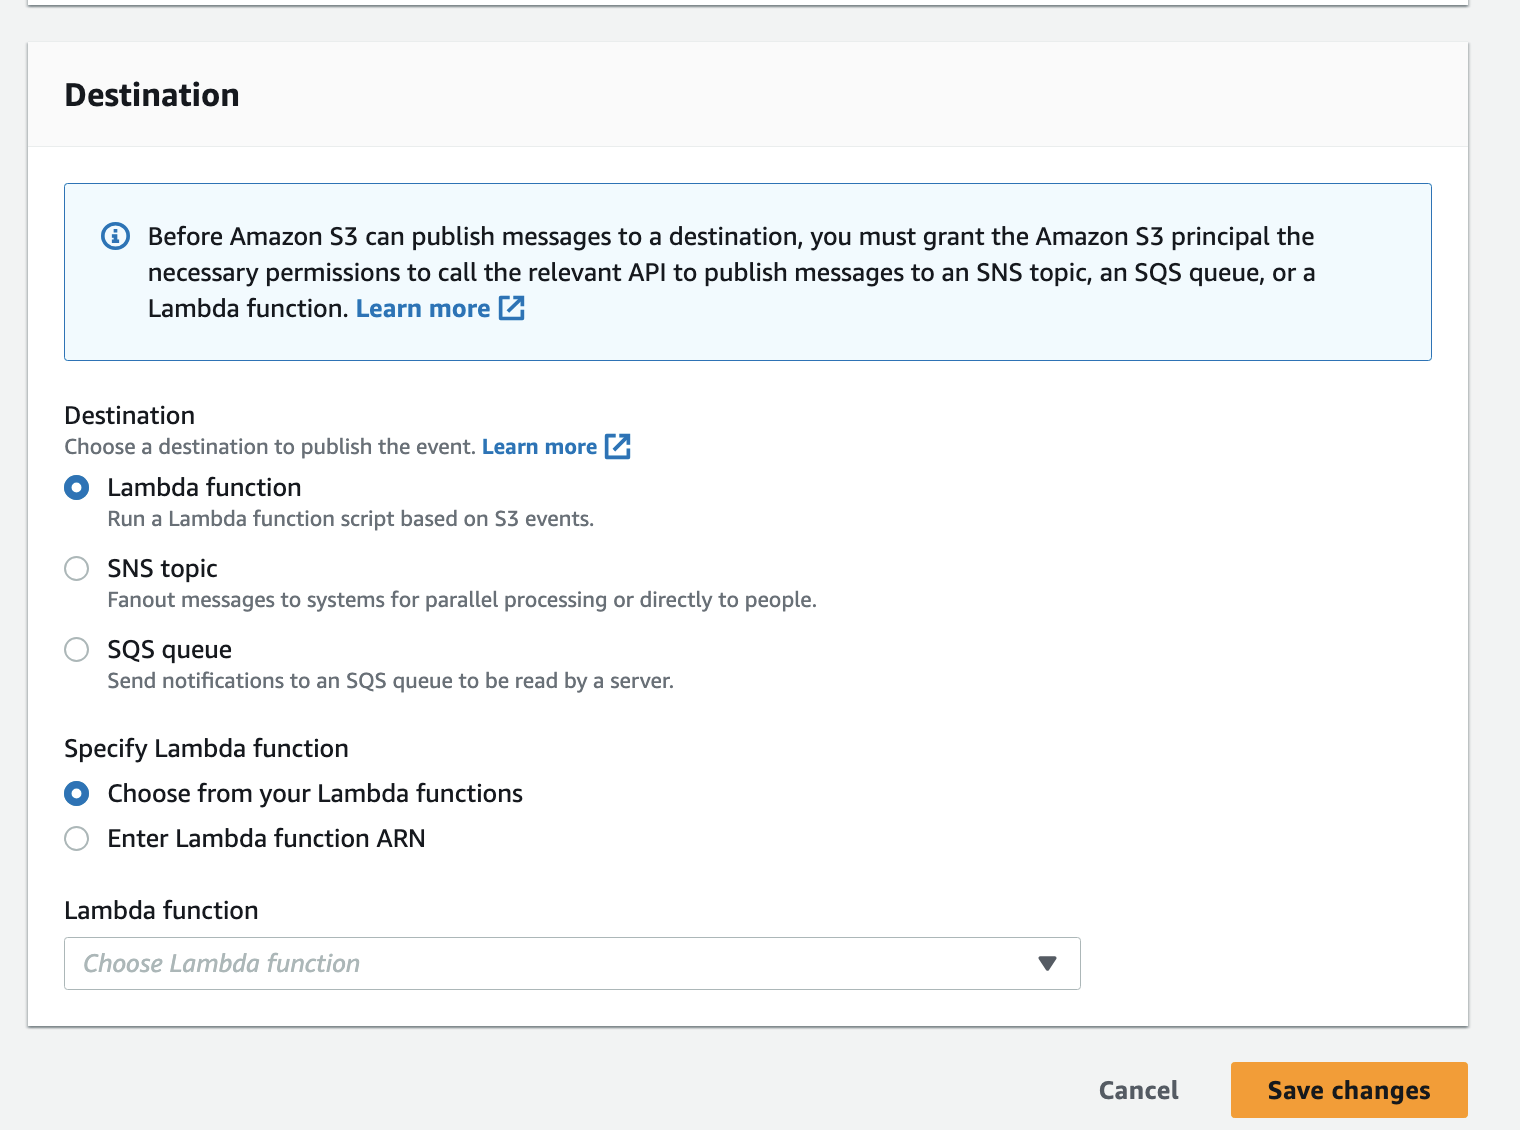 Destination
Before Amazon S3 can publish messages to a destination, you must grant the Amazon S3 principal the
necessary permissions to call the relevant API to publish messages to an SNS topic, an SQS queue, or a
Lambda function. Learn more
Destination
Choose a destination to publish the event. Learn more
Lambda function
Run a Lambda function script based on S3 events.
SNS topic
Fanout messages to systems for parallel processing or directly to people.
SQS queue
Send notifications to an SQS queue to be read by a server.
Specify Lambda function
Choose from your Lambda functions
Enter Lambda function ARN
Lambda function
Choose Lambda function
Cancel Save changes